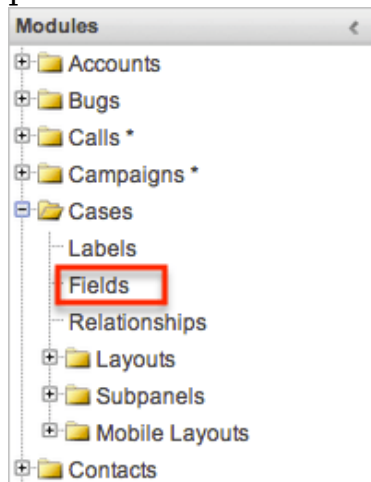 Modules
Accounts
Bugs
Calls *
Campaigns *
Cases
Labels
Fields
Relationships
Layouts
Subpanels
Mobile Layouts
Contacts